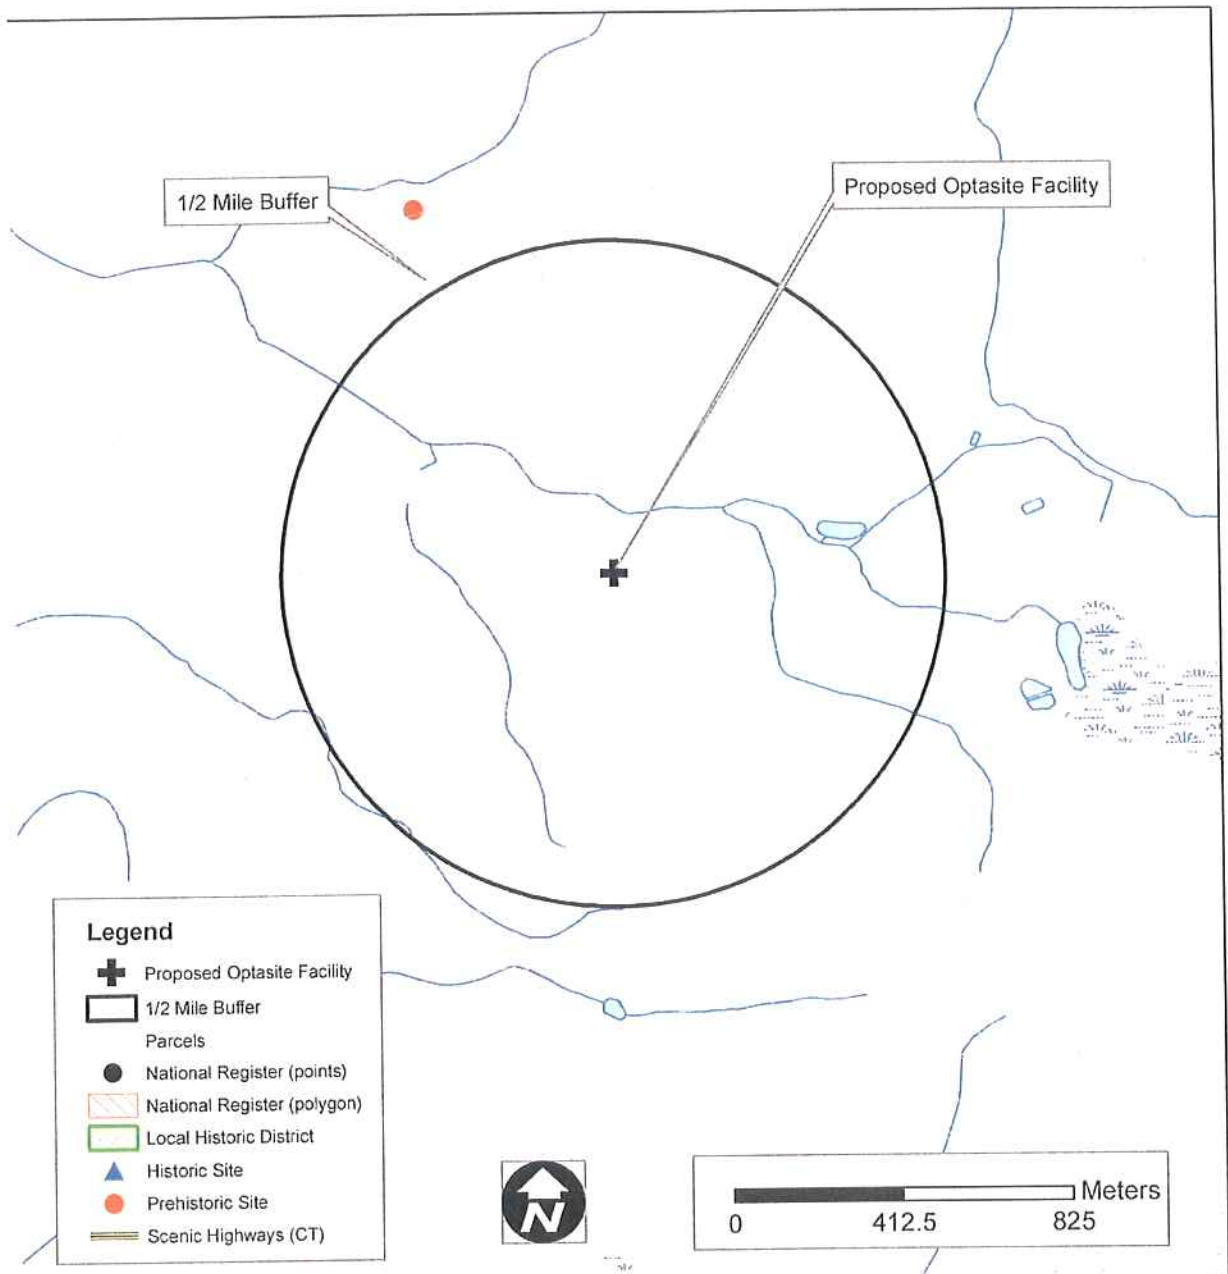 1/2 Mile Buffer
Proposed Optasite Facility
Legend
Proposed Optasite Facility
1/2 Mile Buffer
Parcels
National Register (points)
National Register (polygon)
Local Historic District
Historic Site
Prehistoric Site
Scenic Highways (CT)
N
Meters
0 412.5 825